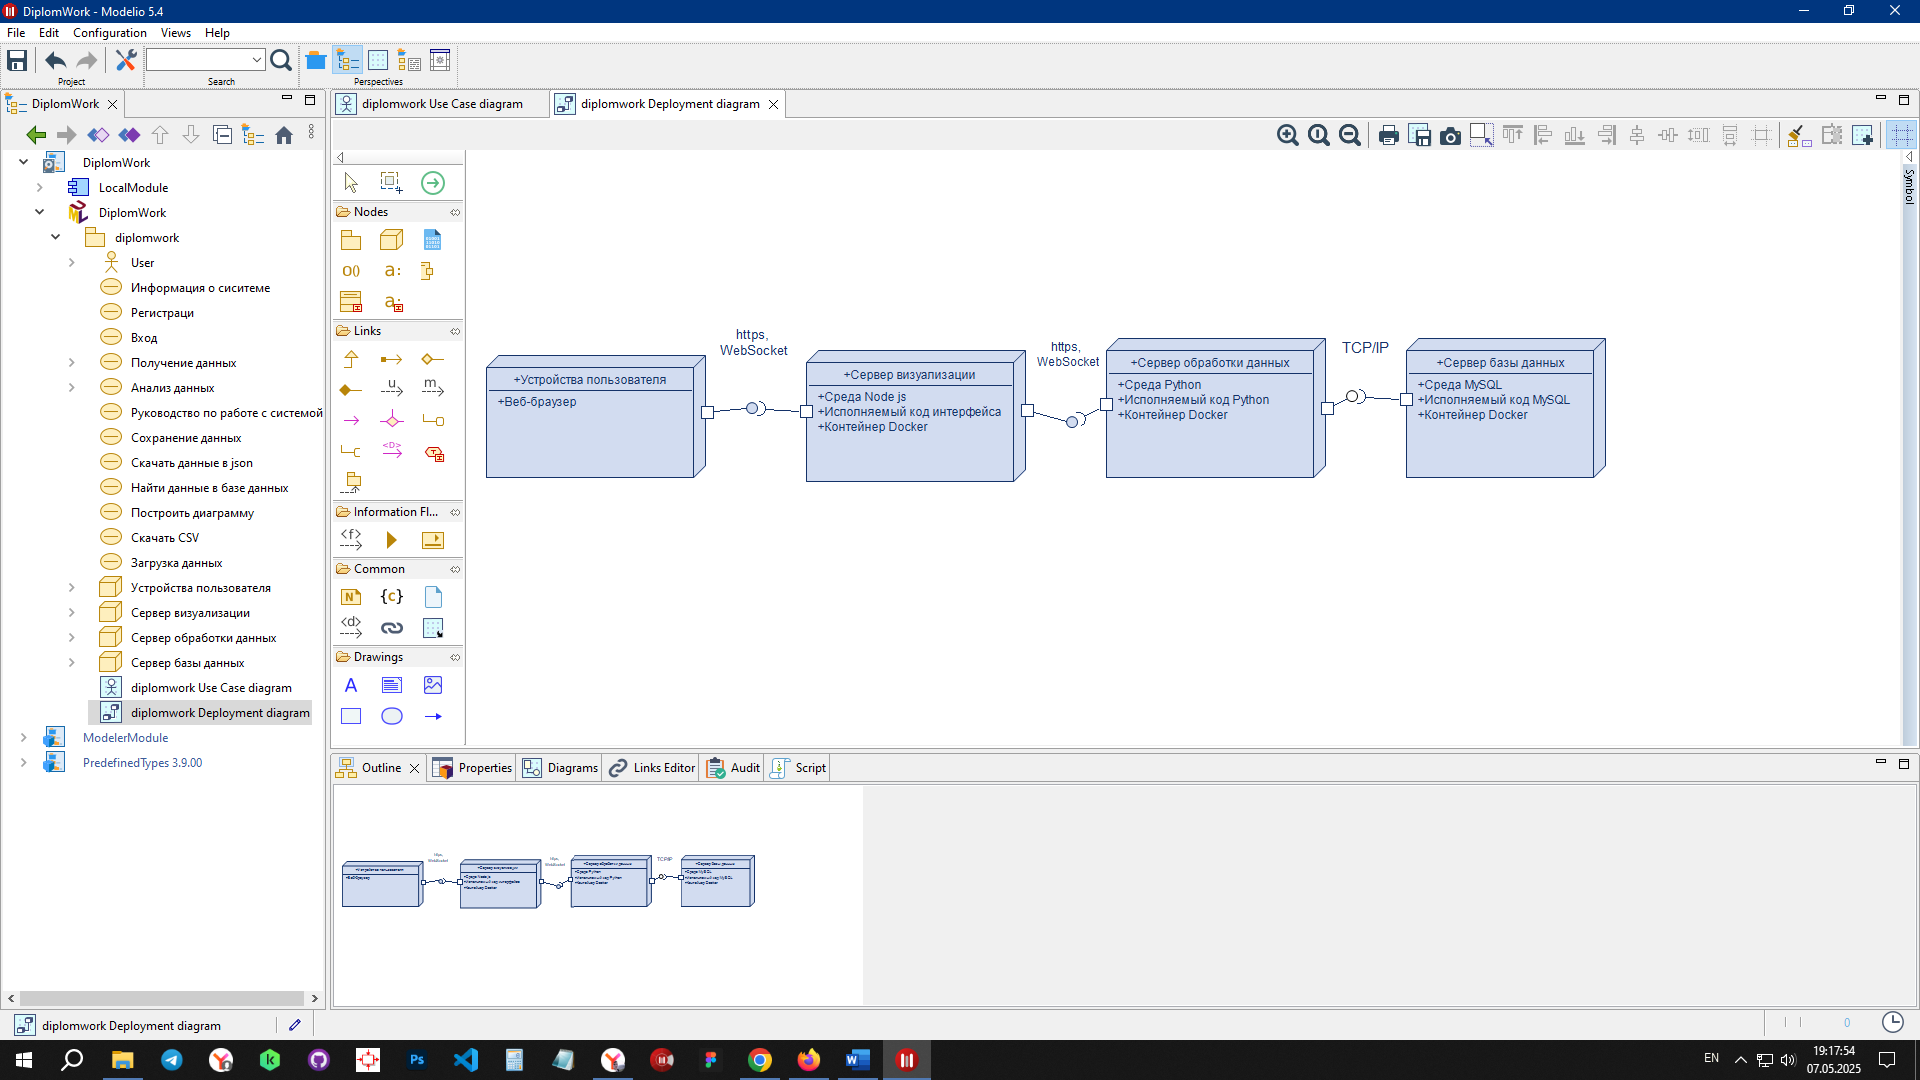 DiplomWork - Modelio 5.4
File Edit Configuration Views Help
Project
Search
Perspectives
DiplomWork
diplomwork Use Case diagram
diplomwork Deployment diagram
DiplomWork
LocalModule
DiplomWork
diplomwork
User
Информация о сиситеме
Регистраци
Вход
Получение данных
Анализ данных
Руководство по работе с системой
Сохранение данных
Скачать данные в json
Найти данные в базе данных
Построить диаграмму
Скачать CSV
Загрузка данных
Устройства пользователя
Сервер визуализации
Сервер обработки данных
Сервер базы данных
diplomwork Use Case diagram
diplomwork Deployment diagram
ModelerModule
PredefinedTypes 3.9.00
Nodes
Links
Information Fl...
Common
Drawings
Symbol
+Устройства пользователя
+Веб-браузер
https,
WebSocket
+Сервер визуализации
+Среда Node js
+Исполняемый код интерфейса
+Контейнер Docker
https,
WebSocket
+Сервер обработки данных
+Среда Python
+Исполняемый код Python
+Контейнер Docker
TCP/IP
+Сервер базы данных
+Среда MySQL
+Исполняемый код MySQL
+Контейнер Docker
Outline
Properties
Diagrams
Links Editor
Audit
Script
diplomwork Deployment diagram
0
EN
19:17:54
07.05.2025